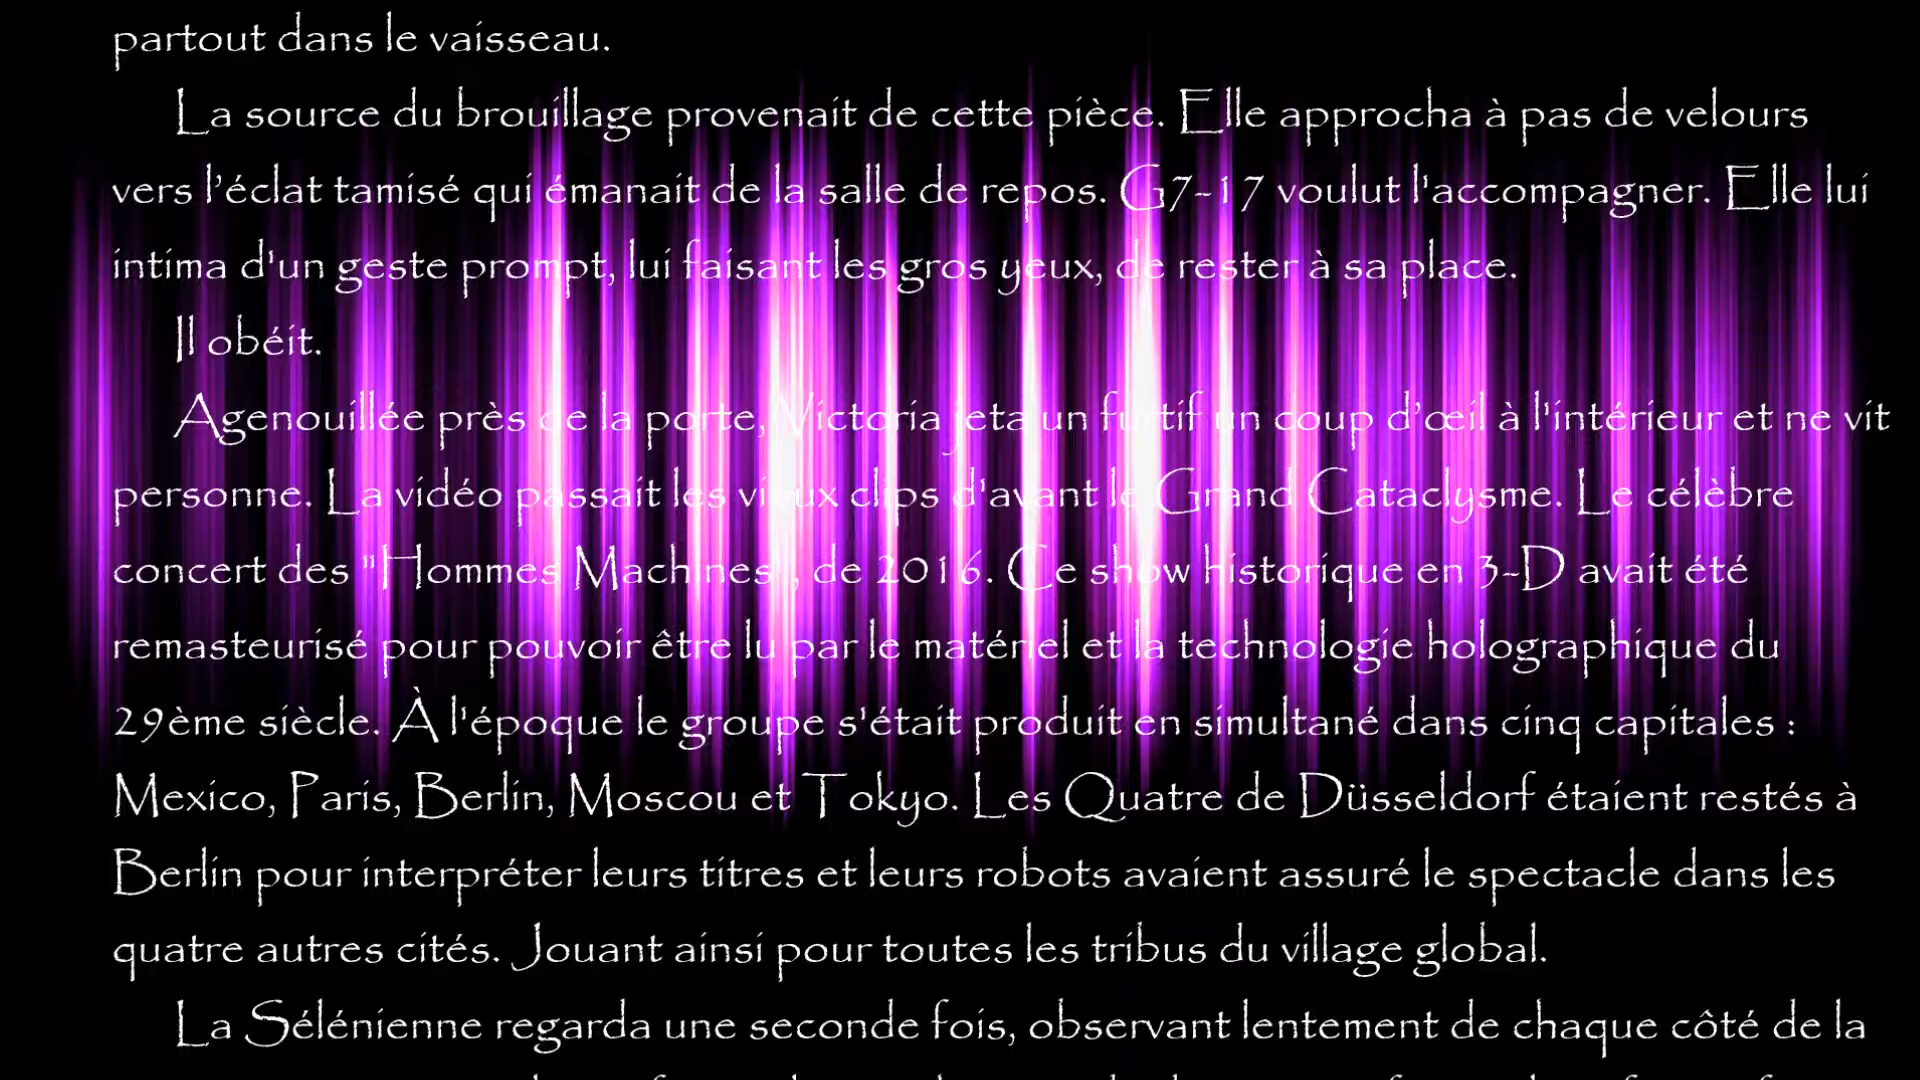 partout dans le vaisseau.
La source du brouillage provenait de cette pièce. Elle approcha à pas de velours
vers l’éclat tamisé qui émanait de la salle de repos. G7-17 voulut l'accompagner. Elle lui
intima d'un geste prompt, lui faisant les gros yeux, de rester à sa place.
Il obéit.
Agenouillée près de la porte, Victoria jeta un furtif un coup d’œil à l'intérieur et ne vit
personne. La vidéo passait les vieux clips d'avant le Grand Cataclysme. Le célèbre
concert des "Hommes Machines", de 2016. Ce show historique en 3-D avait été
remasteurisé pour pouvoir être lu par le matériel et la technologie holographique du
29ème siècle. À l'époque le groupe s'était produit en simultané dans cinq capitales :
Mexico, Paris, Berlin, Moscou et Tokyo. Les Quatre de Düsseldorf étaient restés à
Berlin pour interpréter leurs titres et leurs robots avaient assuré le spectacle dans les
quatre autres cités. Jouant ainsi pour toutes les tribus du village global.
La Sélénienne regarda une seconde fois, observant lentement de chaque côté de la